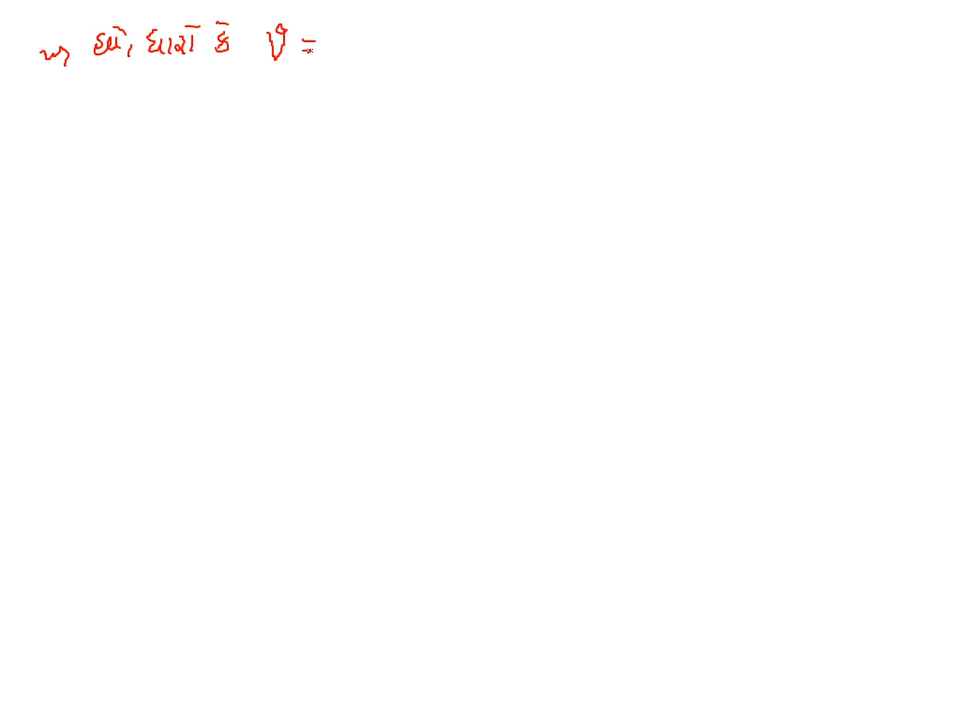 ⇝ હવે, ધારો કે ϑ =